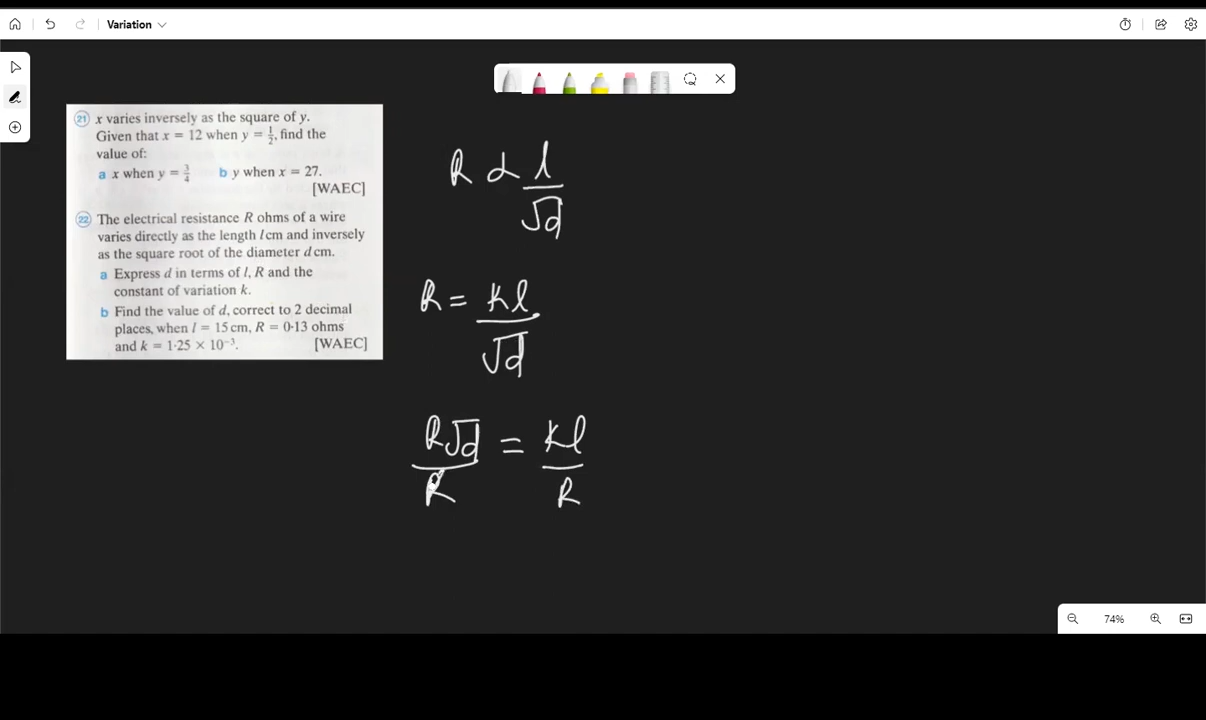 Variation
21 x varies inversely as the square of y.
Given that x = 12 when y = 1/2, find the
value of:
a x when y = 3/4 b y when x = 27.
[WAEC]
22 The electrical resistance R ohms of a wire
varies directly as the length l cm and inversely
as the square root of the diameter d cm.
a Express d in terms of l, R and the
constant of variation k.
b Find the value of d, correct to 2 decimal
places, when l = 15 cm, R = 0·13 ohms
and k = 1·25 × 10⁻³. [WAEC]
R ∝ l/√d
R = kl/√d
R√d/R = kl/R
74%